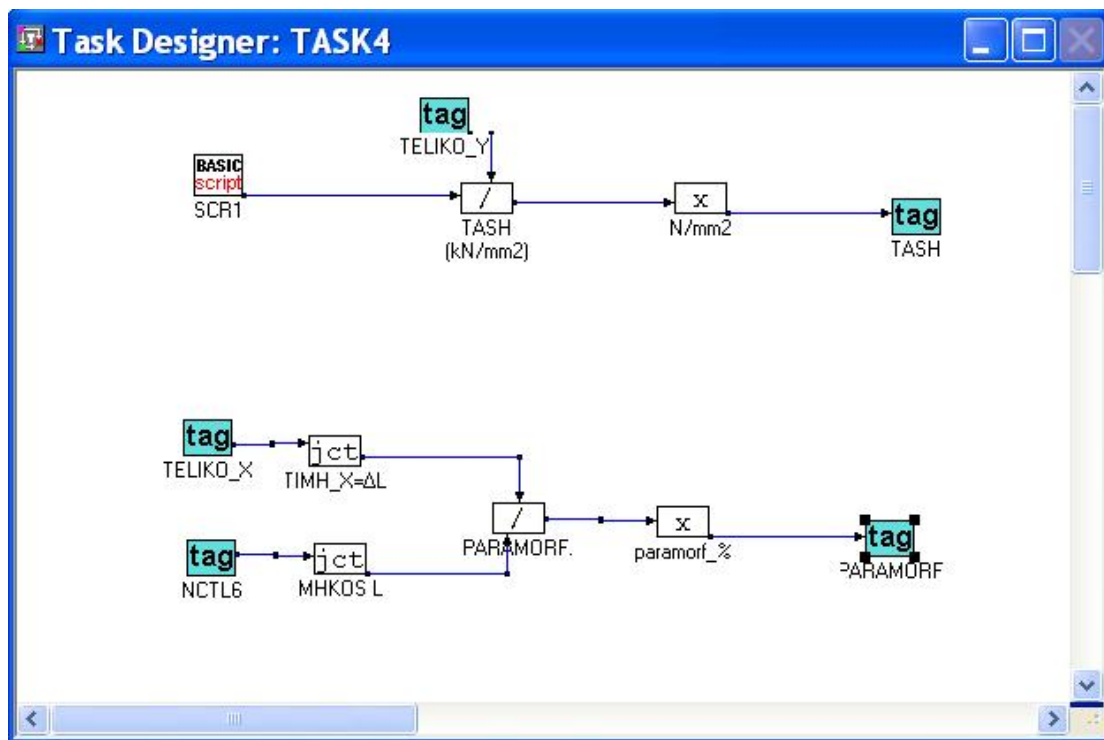 Task Designer: TASK4
tag
TELIKO_Y
BASIC
script
SCR1
/
TASH
(kN/mm2)
x
N/mm2
tag
TASH
tag
TELIKO_X
jct
TIMH_X=ΔL
/
PARAMORF.
x
paramorf_%
tag
PARAMORF
tag
NCTL6
jct
MHKOS L